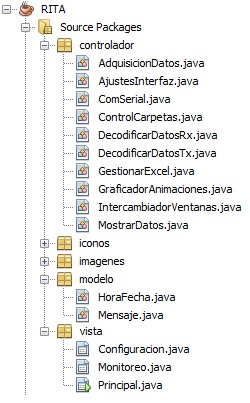 RITA
Source Packages
controlador
AdquisicionDatos.java
AjustesInterfaz.java
ComSerial.java
ControlCarpetas.java
DecodificarDatosRx.java
DecodificarDatosTx.java
GestionarExcel.java
GraficadorAnimaciones.java
IntercambiadorVentanas.java
MostrarDatos.java
iconos
imagenes
modelo
HoraFecha.java
Mensaje.java
vista
Configuracion.java
Monitoreo.java
Principal.java